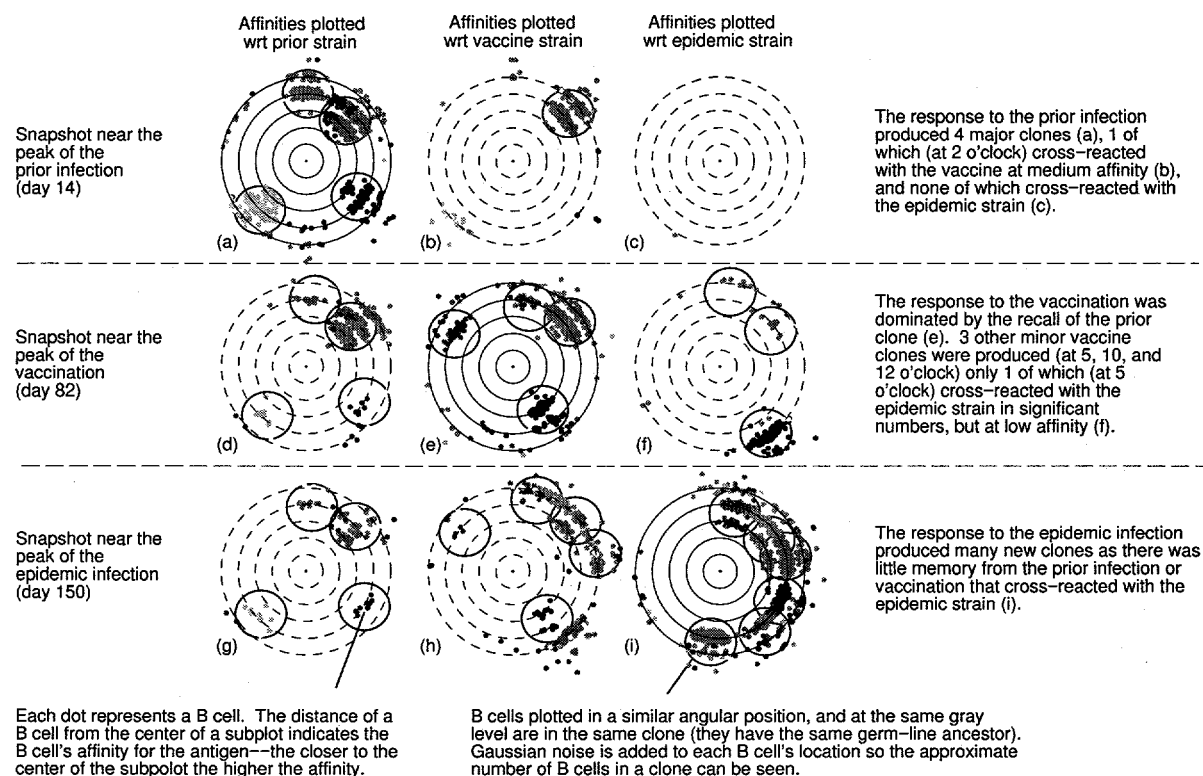 Affinities plotted
wrt prior strain
Affinities plotted
wrt vaccine strain
Affinities plotted
wrt epidemic strain
Snapshot near the
peak of the
prior infection
(day 14)
(a)
(b)
(c)
The response to the prior infection
produced 4 major clones (a), 1 of
which (at 2 o'clock) cross-reacted
with the vaccine at medium affinity (b),
and none of which cross-reacted with
the epidemic strain (c).
Snapshot near the
peak of the
vaccination
(day 82)
(d)
(e)
(f)
The response to the vaccination was
dominated by the recall of the prior
clone (e). 3 other minor vaccine
clones were produced (at 5, 10, and
12 o'clock) only 1 of which (at 5
o'clock) cross-reacted with the
epidemic strain in significant
numbers, but at low affinity (f).
Snapshot near the
peak of the
epidemic infection
(day 150)
(g)
(h)
(i)
The response to the epidemic infection
produced many new clones as there was
little memory from the prior infection or
vaccination that cross-reacted with the
epidemic strain (i).
Each dot represents a B cell. The distance of a
B cell from the center of a subplot indicates the
B cell's affinity for the antigen--the closer to the
center of the subpolot the higher the affinity.
B cells plotted in a similar angular position, and at the same gray
level are in the same clone (they have the same germ-line ancestor).
Gaussian noise is added to each B cell's location so the approximate
number of B cells in a clone can be seen.